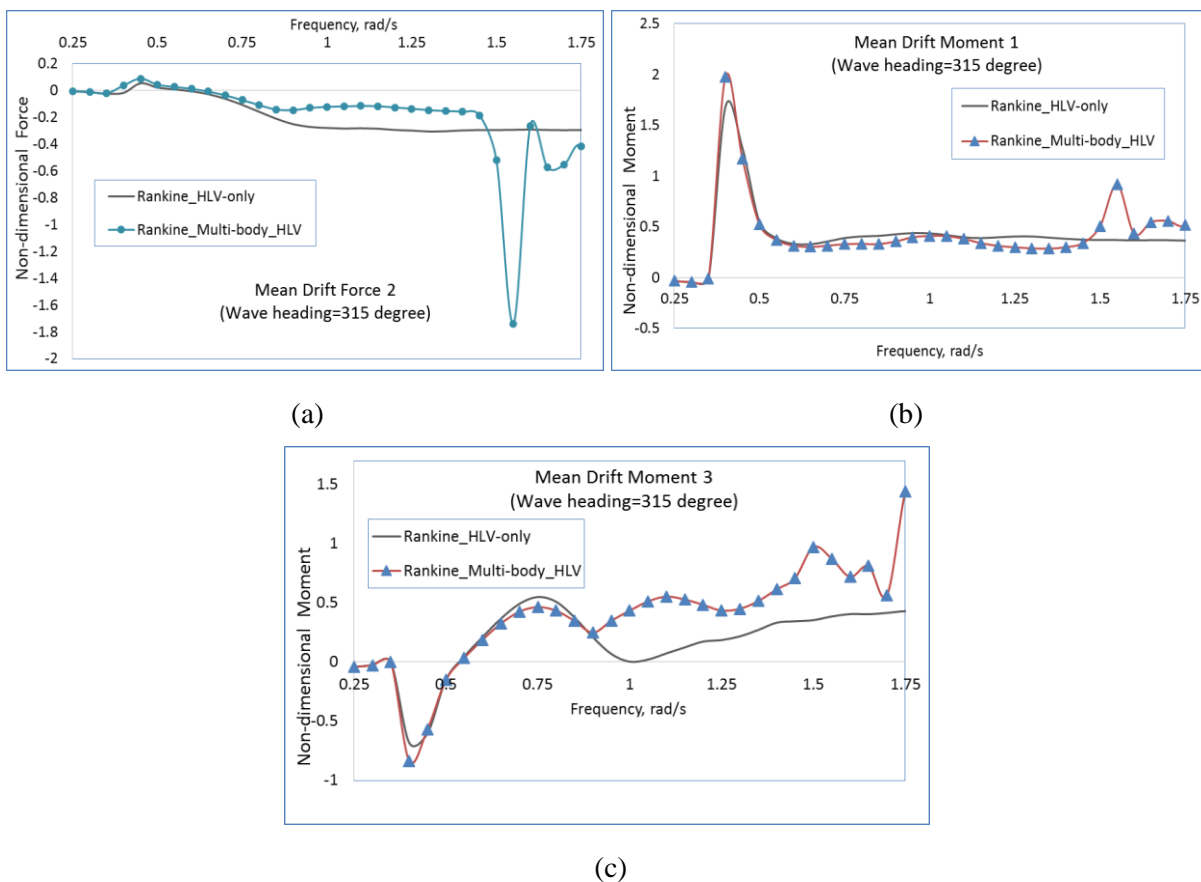 Frequency, rad/s
0.25 0.5 0.75 1 1.25 1.5 1.75
0.2
0
-0.2
-0.4
-0.6
-0.8
-1
-1.2
-1.4
-1.6
-1.8
-2
Non-dimensional Force
Rankine_HLV-only
Rankine_Multi-body_HLV
Mean Drift Force 2
(Wave heading=315 degree)
(a)
Mean Drift Moment 1
(Wave heading=315 degree)
2.5
2
1.5
1
0.5
0
-0.5
Non-dimensional Moment
Rankine_HLV-only
Rankine_Multi-body_HLV
0.25 0.5 0.75 1 1.25 1.5 1.75
Frequency, rad/s
(b)
Mean Drift Moment 3
(Wave heading=315 degree)
1.5
1
0.5
0
-0.5
-1
Non-dimensional Moment
Rankine_HLV-only
Rankine_Multi-body_HLV
0.25 0.5 0.75 1 1.25 1.5 1.75
Frequency, rad/s
(c)